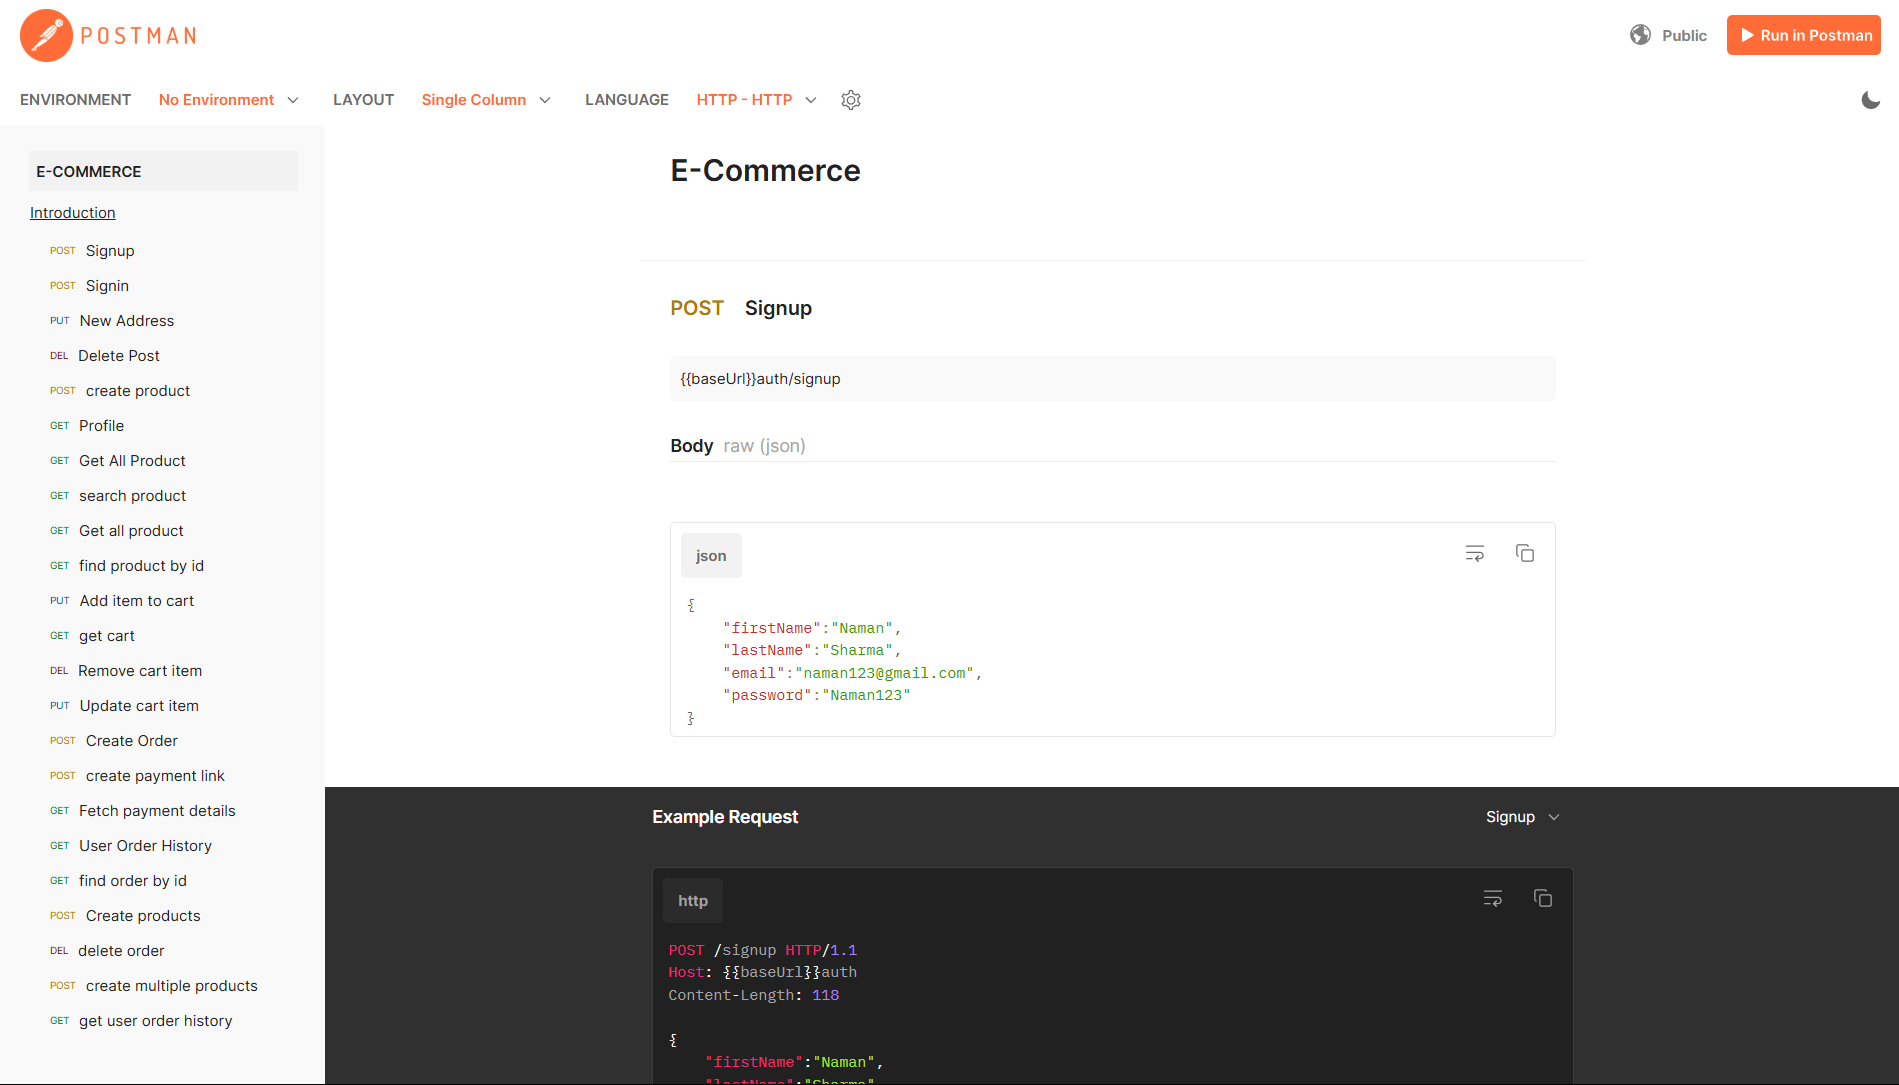 POSTMAN
Public
Run in Postman
ENVIRONMENT No Environment LAYOUT Single Column LANGUAGE HTTP - HTTP
E-COMMERCE
Introduction
POST Signup
POST Signin
PUT New Address
DEL Delete Post
POST create product
GET Profile
GET Get All Product
GET search product
GET Get all product
GET find product by id
PUT Add item to cart
GET get cart
DEL Remove cart item
PUT Update cart item
POST Create Order
POST create payment link
GET Fetch payment details
GET User Order History
GET find order by id
POST Create products
DEL delete order
POST create multiple products
GET get user order history
E-Commerce
POST Signup
{{baseUrl}}auth/signup
Body raw (json)
json
{
"firstName":"Naman",
"lastName":"Sharma",
"email":"naman123@gmail.com",
"password":"Naman123"
}
Example Request
Signup
http
POST /signup HTTP/1.1
Host: {{baseUrl}}auth
Content-Length: 118
{
"firstName":"Naman",
"lastName":"Sharma"